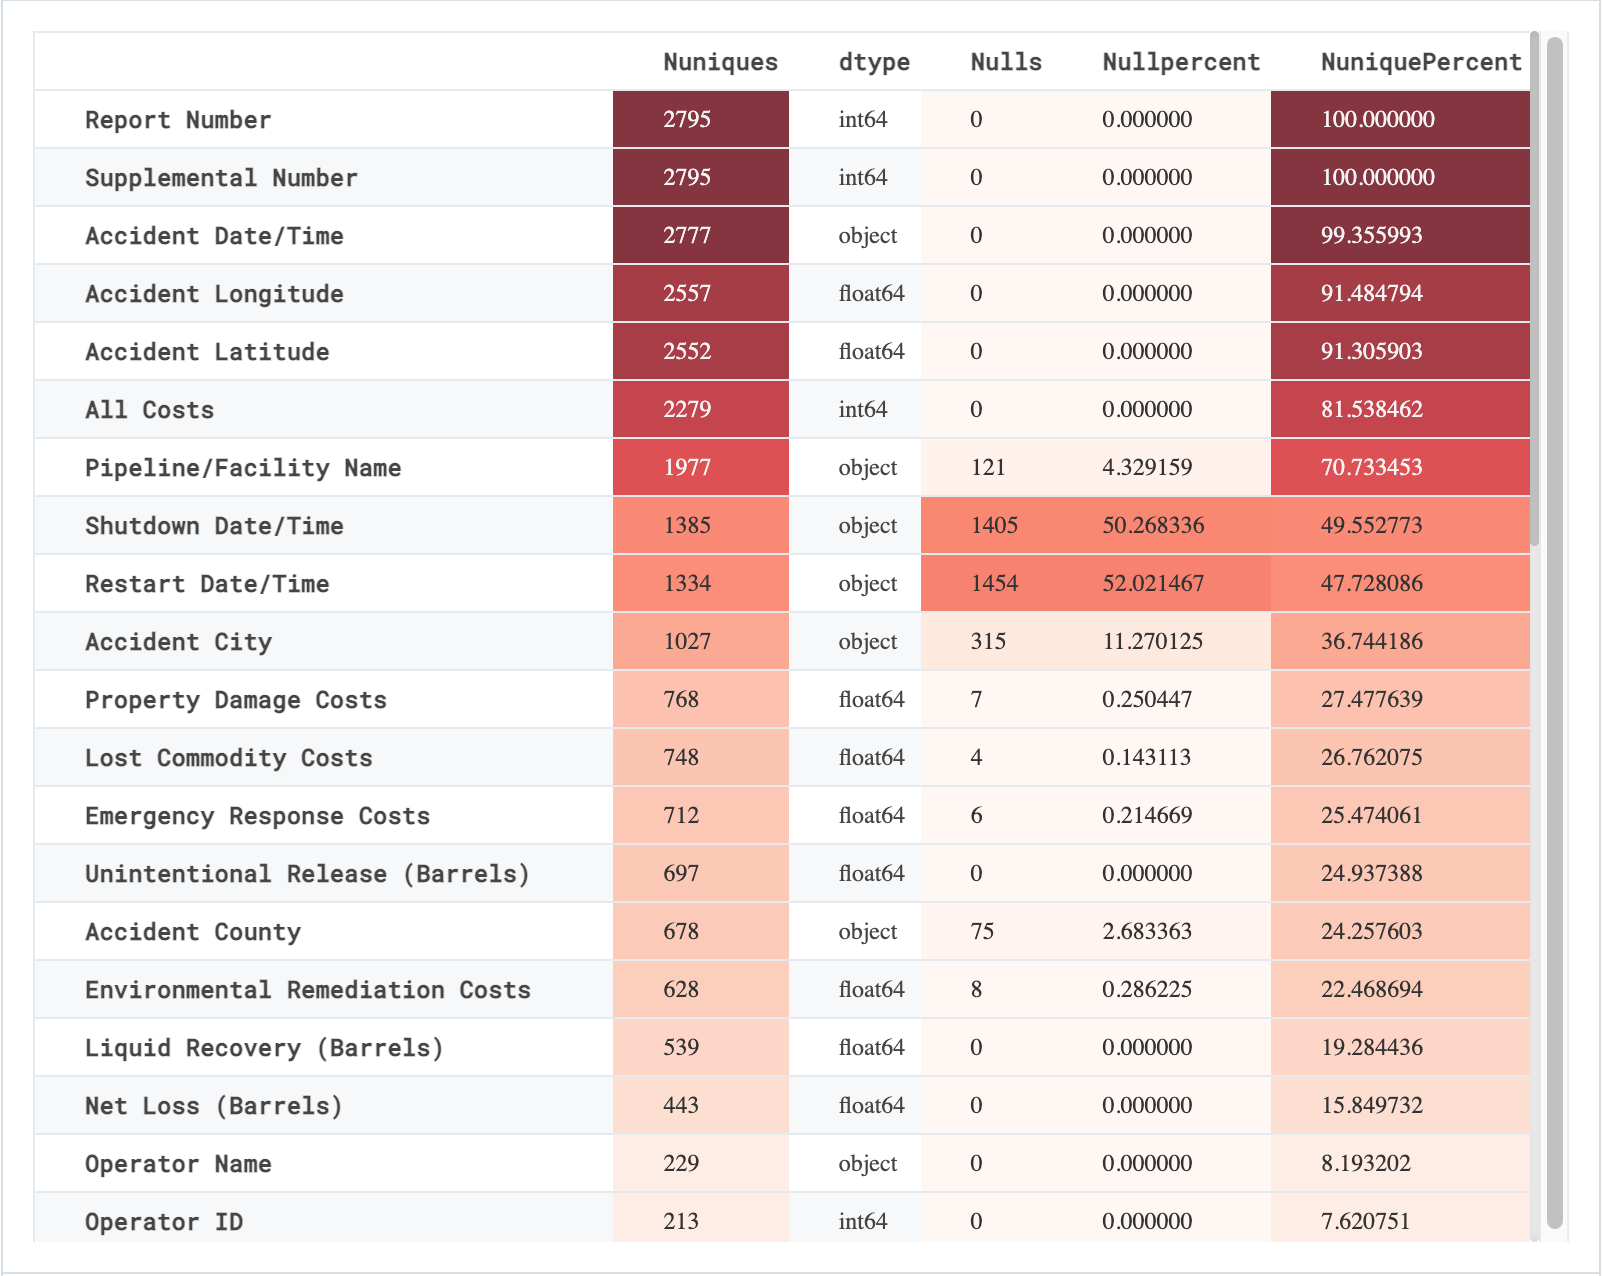 Nuniques dtype Nulls Nullpercent NuniquePercent
Report Number 2795 int64 0 0.000000 100.000000
Supplemental Number 2795 int64 0 0.000000 100.000000
Accident Date/Time 2777 object 0 0.000000 99.355993
Accident Longitude 2557 float64 0 0.000000 91.484794
Accident Latitude 2552 float64 0 0.000000 91.305903
All Costs 2279 int64 0 0.000000 81.538462
Pipeline/Facility Name 1977 object 121 4.329159 70.733453
Shutdown Date/Time 1385 object 1405 50.268336 49.552773
Restart Date/Time 1334 object 1454 52.021467 47.728086
Accident City 1027 object 315 11.270125 36.744186
Property Damage Costs 768 float64 7 0.250447 27.477639
Lost Commodity Costs 748 float64 4 0.143113 26.762075
Emergency Response Costs 712 float64 6 0.214669 25.474061
Unintentional Release (Barrels) 697 float64 0 0.000000 24.937388
Accident County 678 object 75 2.683363 24.257603
Environmental Remediation Costs 628 float64 8 0.286225 22.468694
Liquid Recovery (Barrels) 539 float64 0 0.000000 19.284436
Net Loss (Barrels) 443 float64 0 0.000000 15.849732
Operator Name 229 object 0 0.000000 8.193202
Operator ID 213 int64 0 0.000000 7.620751